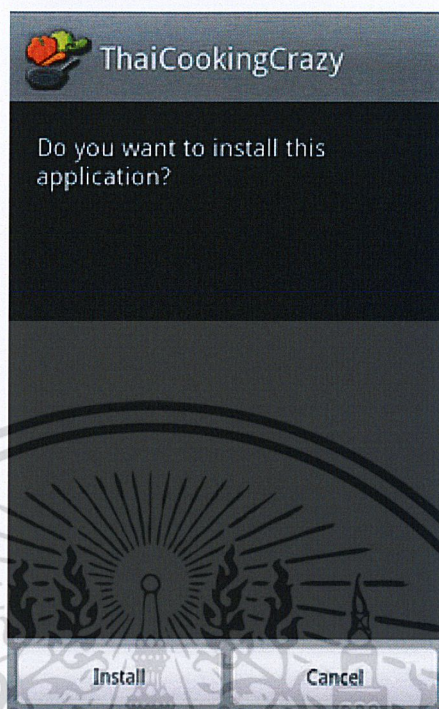 ThaiCookingCrazy
Do you want to install this
application?
Install
Cancel